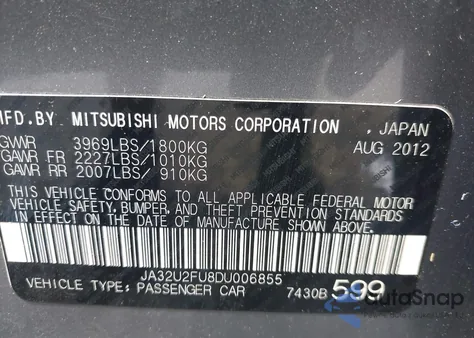 MFD.BY MITSUBISHI MOTORS CORPORATION , JAPAN
GVWR 3969LBS/1800KG AUG 2012
GAWR FR 2227LBS/1010KG
GAWR RR 2007LBS/ 910KG
THIS VEHICLE CONFORMS TO ALL APPLICABLE FEDERAL MOTOR
VEHICLE SAFETY, BUMPER, AND THEFT PREVENTION STANDARDS
IN EFFECT ON THE DATE OF MANUFACTURE SHOWN ABOVE.
JA32U2FU8DU006855
VEHICLE TYPE: PASSENGER CAR 7430B 599
autoSnap